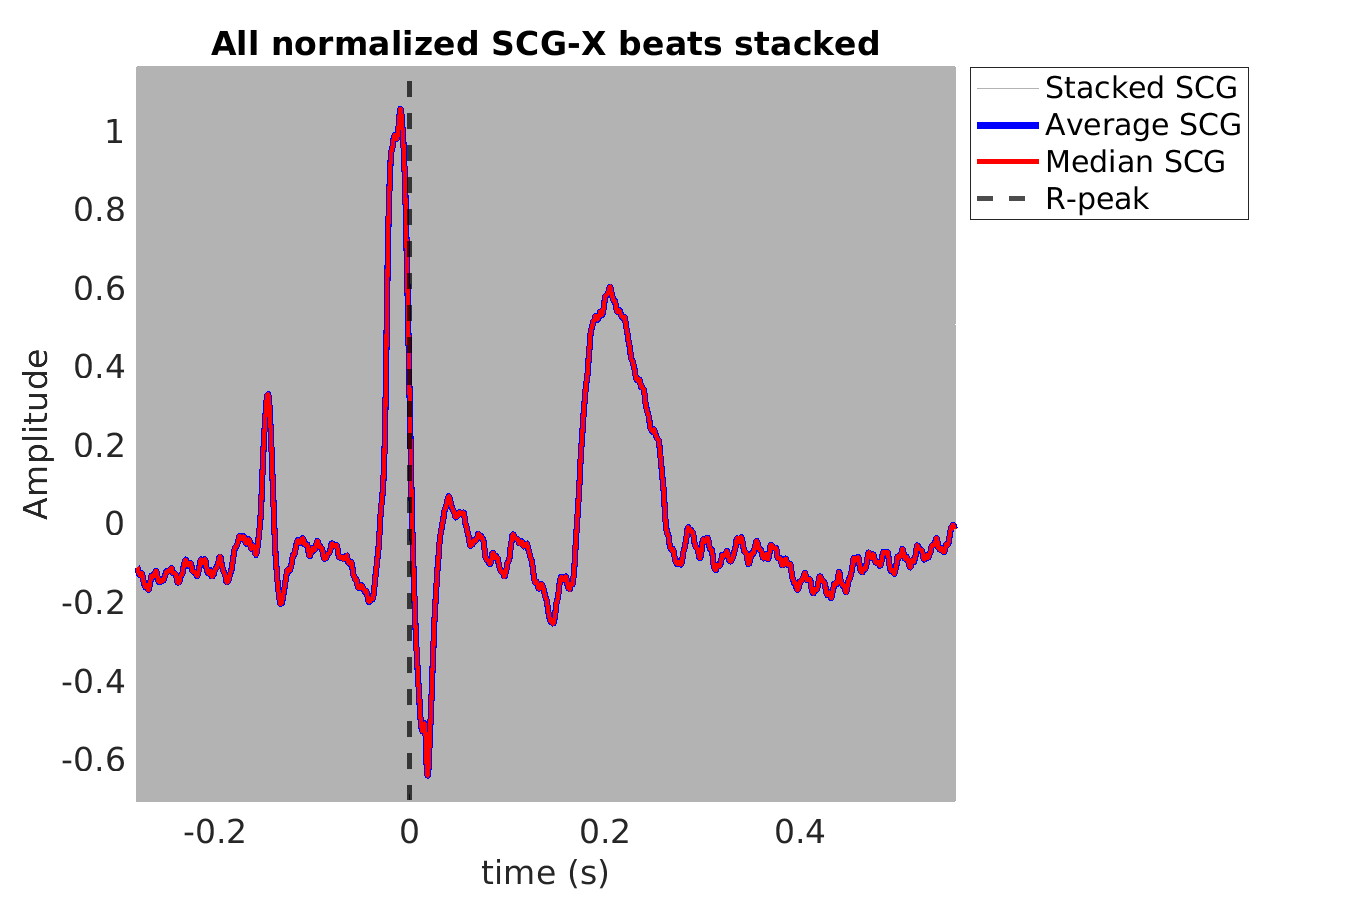 All normalized SCG-X beats stacked
Stacked SCG
Average SCG
Median SCG
R-peak
1
0.8
0.6
0.4
0.2
0
-0.2
-0.4
-0.6
Amplitude
-0.2 0 0.2 0.4
time (s)